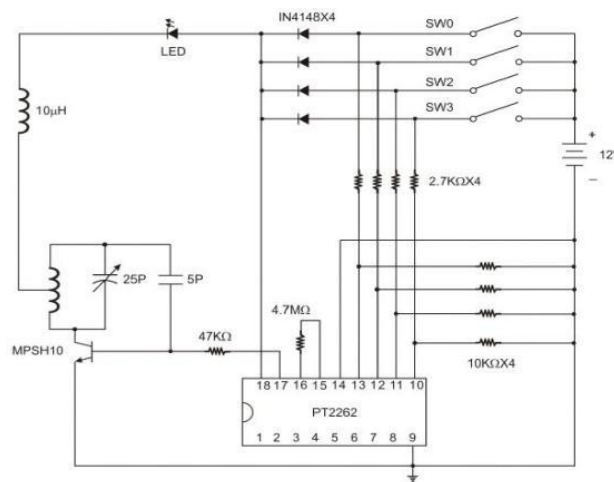 IN4148X4
SW0
LED
SW1
SW2
SW3
10µH
+
12
–
2.7KΩX4
25P
5P
4.7MΩ
47KΩ
MPSH10
10KΩX4
18 17 16 15 14 13 12 11 10
PT2262
1 2 3 4 5 6 7 8 9